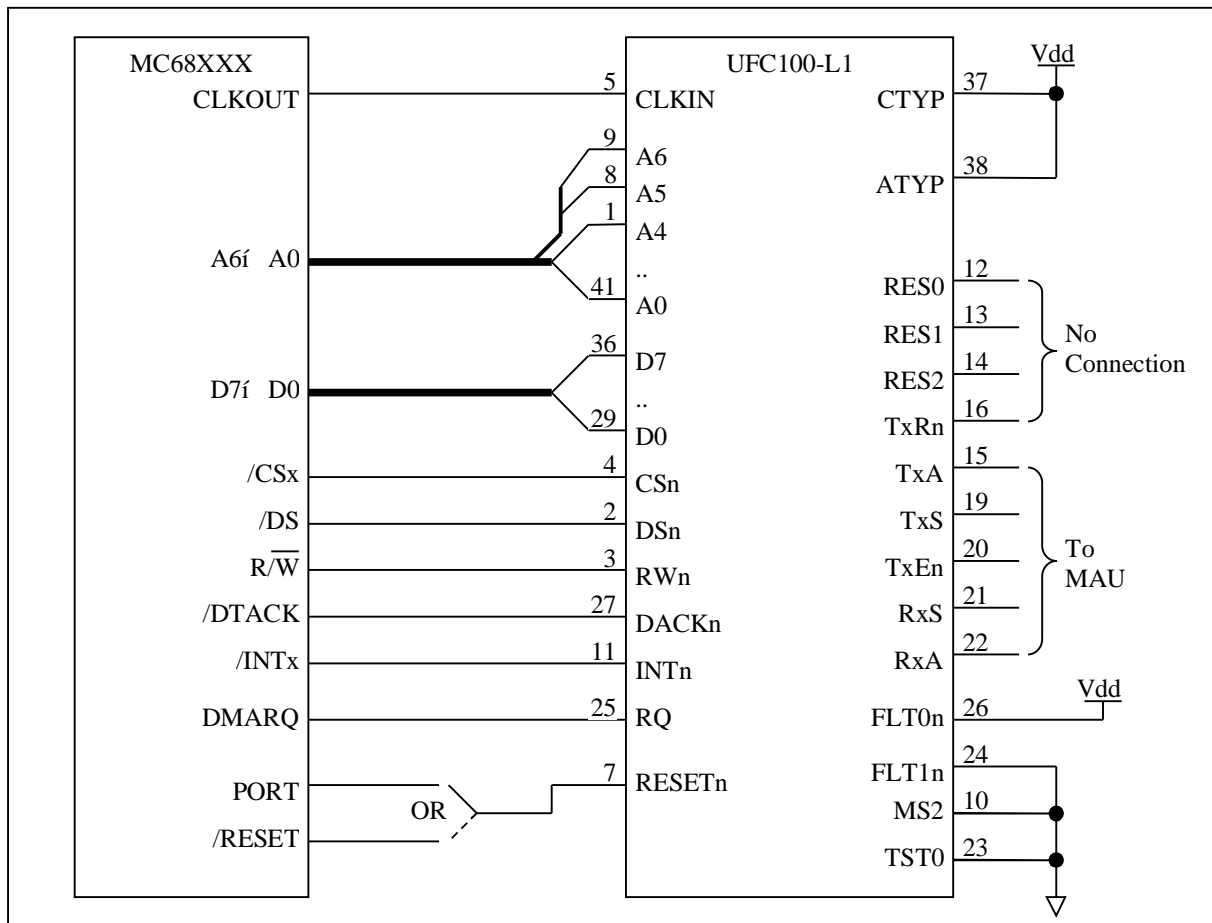 MC68XXX
UFC100-L1
Vdd
CLKOUT
5
CLKIN
CTYP
37
9
A6
8
A5
ATYP
38
1
A4
A6í A0
..
41
A0
RES0
12
RES1
13
RES2
14
TxRn
16
No
Connection
36
D7
D7í D0
..
29
D0
/CSx
4
CSn
TxA
15
/DS
2
DSn
TxS
19
R/W
3
RWn
TxEn
20
To
MAU
/DTACK
27
DACKn
RxS
21
/INTx
11
INTn
RxA
22
Vdd
DMARQ
25
RQ
FLT0n
26
PORT
7
RESETn
FLT1n
24
OR
MS2
10
/RESET
TST0
23